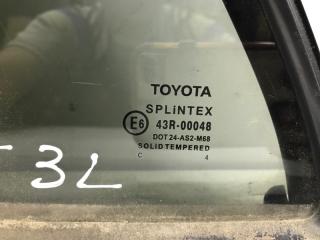 TOYOTA
SPLiNTEX
E6 43R-00048
DOT24-AS2-M68
SOLID TEMPERED
C 4
3L